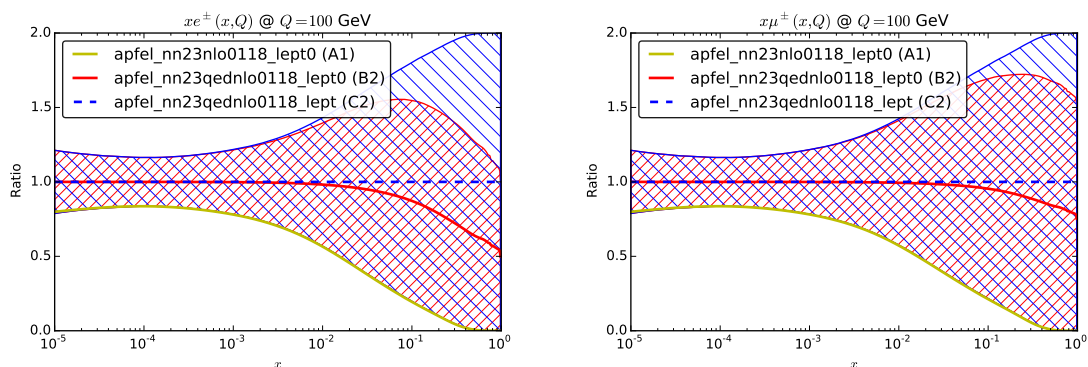 xe±(x,Q) @ Q=100 GeV
2.0
1.5
1.0
0.5
0.0
Ratio
apfel_nn23nlo0118_lept0 (A1)
apfel_nn23qednlo0118_lept0 (B2)
apfel_nn23qednlo0118_lept (C2)
10⁻⁵ 10⁻⁴ 10⁻³ 10⁻² 10⁻¹ 10⁰
x
xμ±(x,Q) @ Q=100 GeV
2.0
1.5
1.0
0.5
0.0
Ratio
apfel_nn23nlo0118_lept0 (A1)
apfel_nn23qednlo0118_lept0 (B2)
apfel_nn23qednlo0118_lept (C2)
10⁻⁵ 10⁻⁴ 10⁻³ 10⁻² 10⁻¹ 10⁰
x